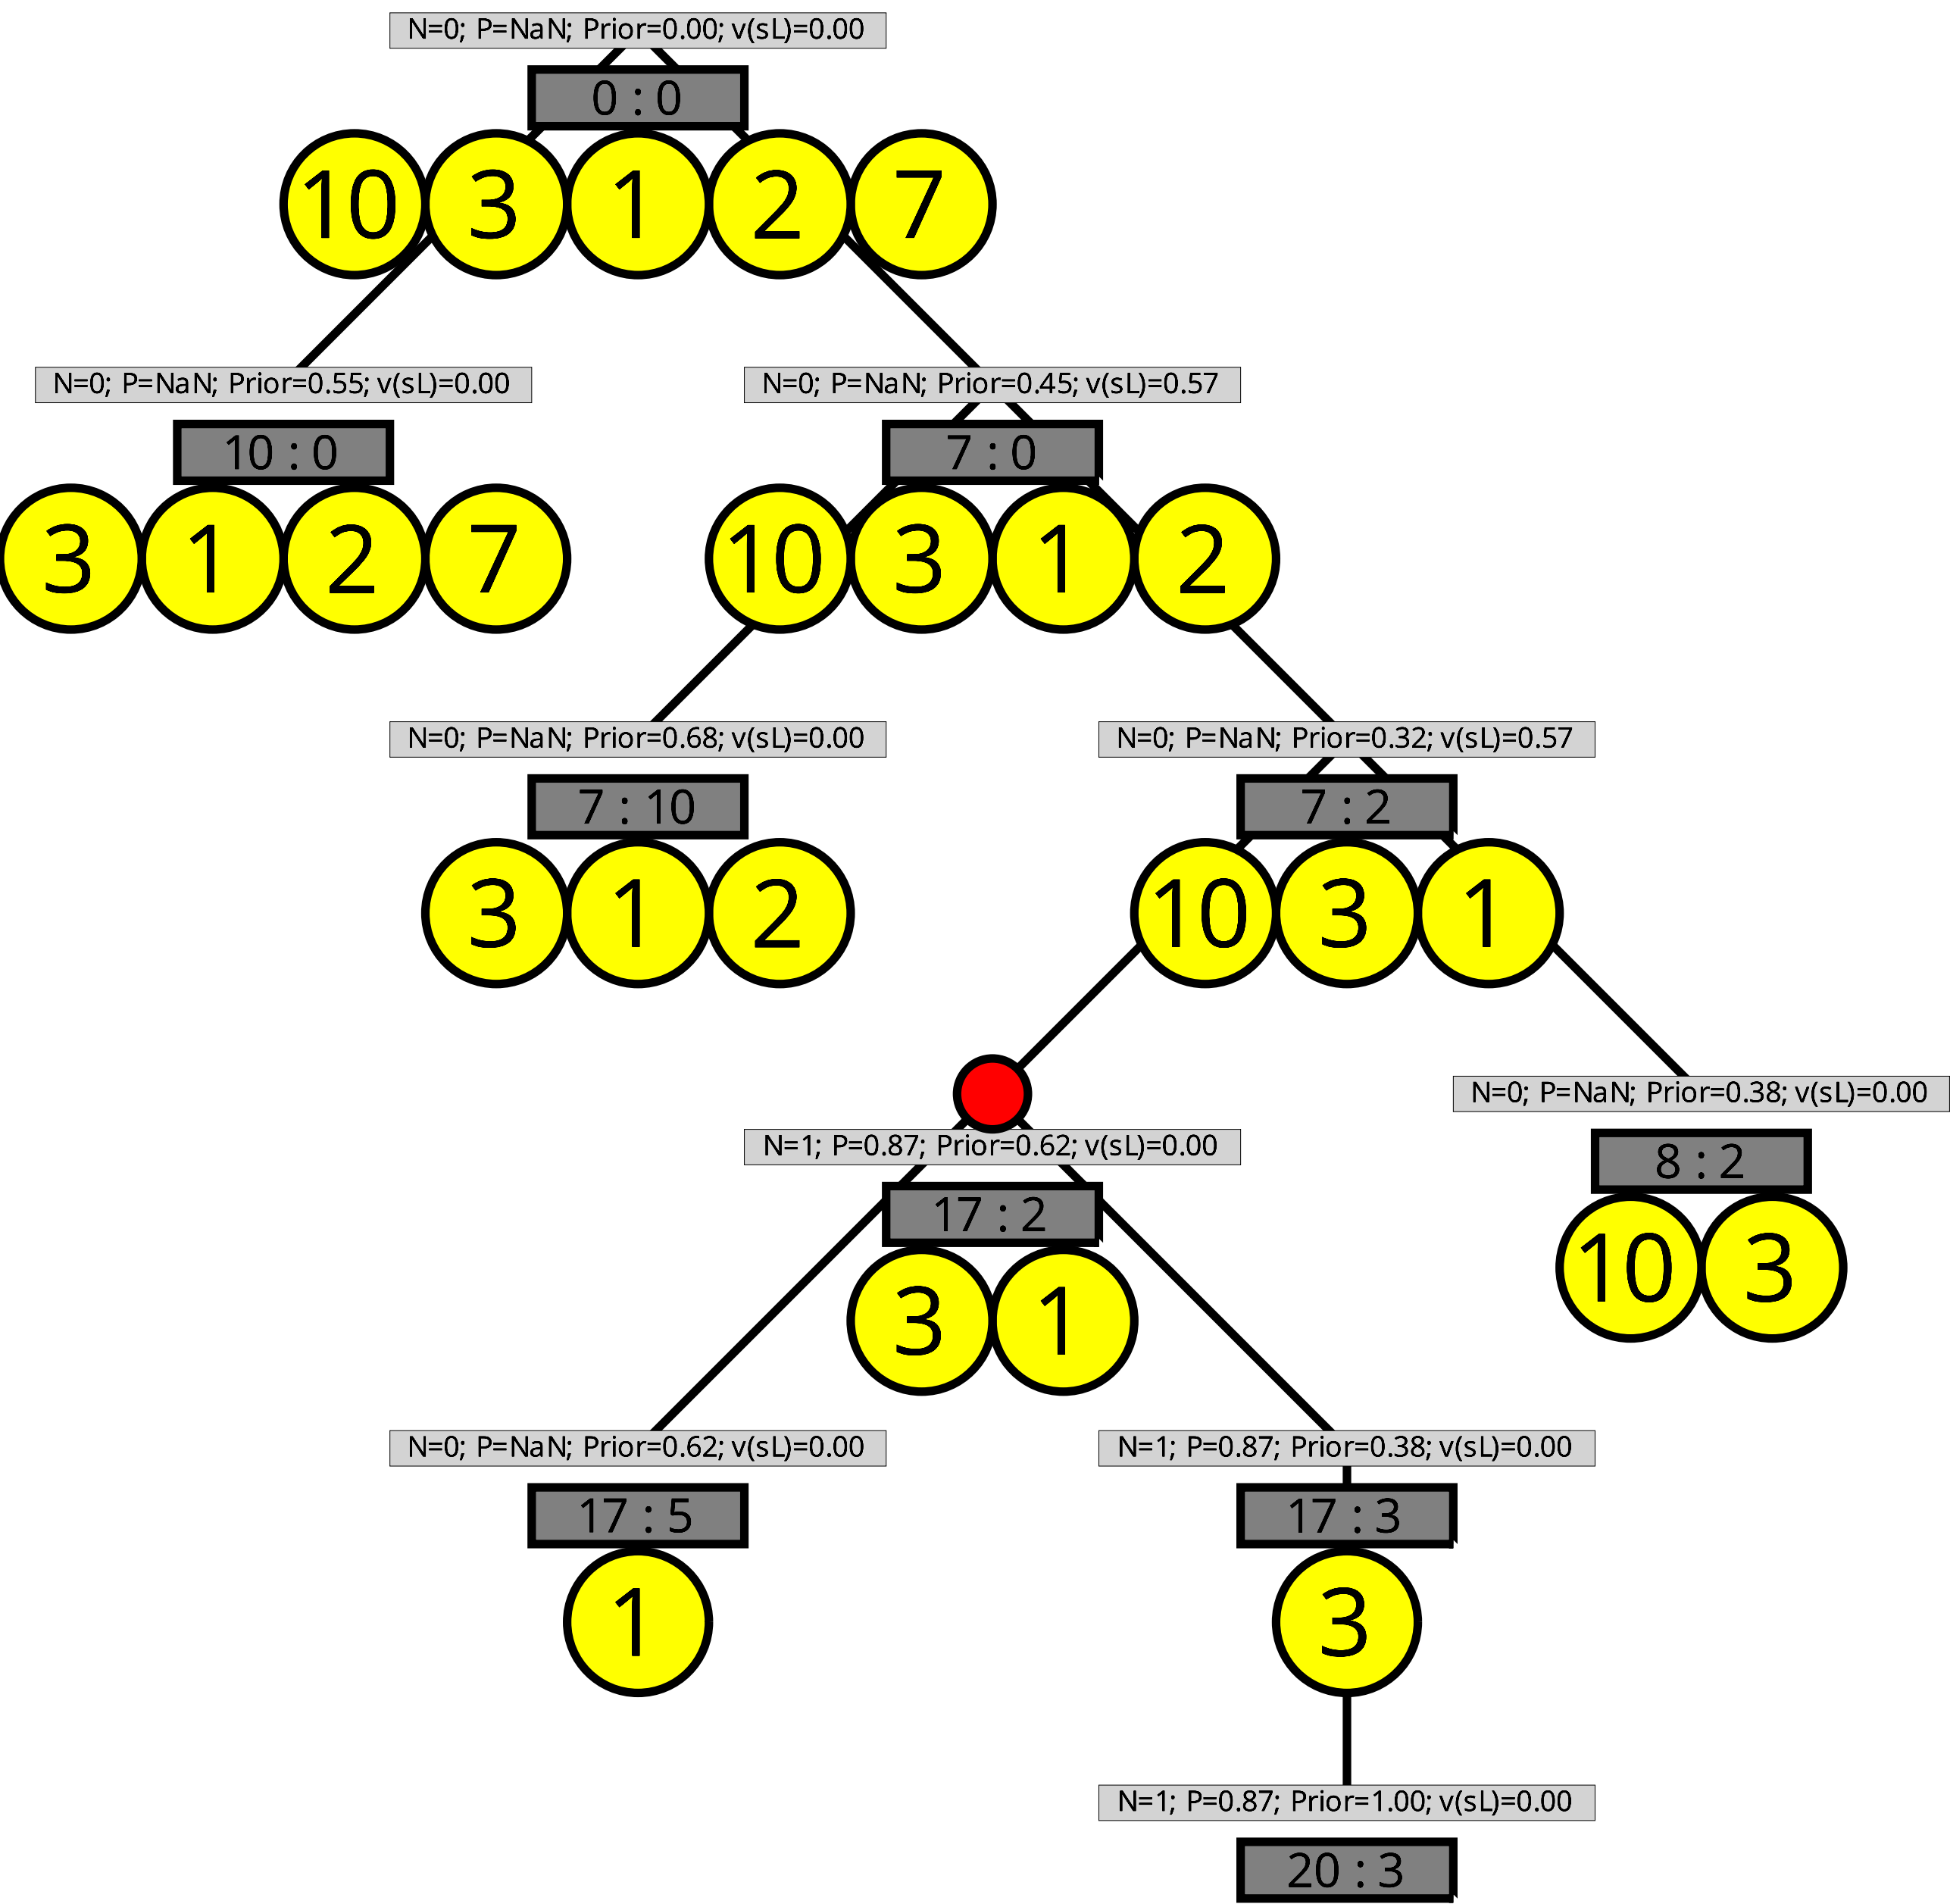 N=0; P=NaN; Prior=0.00; v(sL)=0.00
0 : 0
10 3 1 2 7
N=0; P=NaN; Prior=0.55; v(sL)=0.00
N=0; P=NaN; Prior=0.45; v(sL)=0.57
10 : 0
7 : 0
3 1 2 7
10 3 1 2
N=0; P=NaN; Prior=0.68; v(sL)=0.00
N=0; P=NaN; Prior=0.32; v(sL)=0.57
7 : 10
7 : 2
3 1 2
10 3 1
N=0; P=NaN; Prior=0.38; v(sL)=0.00
N=1; P=0.87; Prior=0.62; v(sL)=0.00
8 : 2
17 : 2
10 3
3 1
N=0; P=NaN; Prior=0.62; v(sL)=0.00
N=1; P=0.87; Prior=0.38; v(sL)=0.00
17 : 5
17 : 3
1
3
N=1; P=0.87; Prior=1.00; v(sL)=0.00
20 : 3